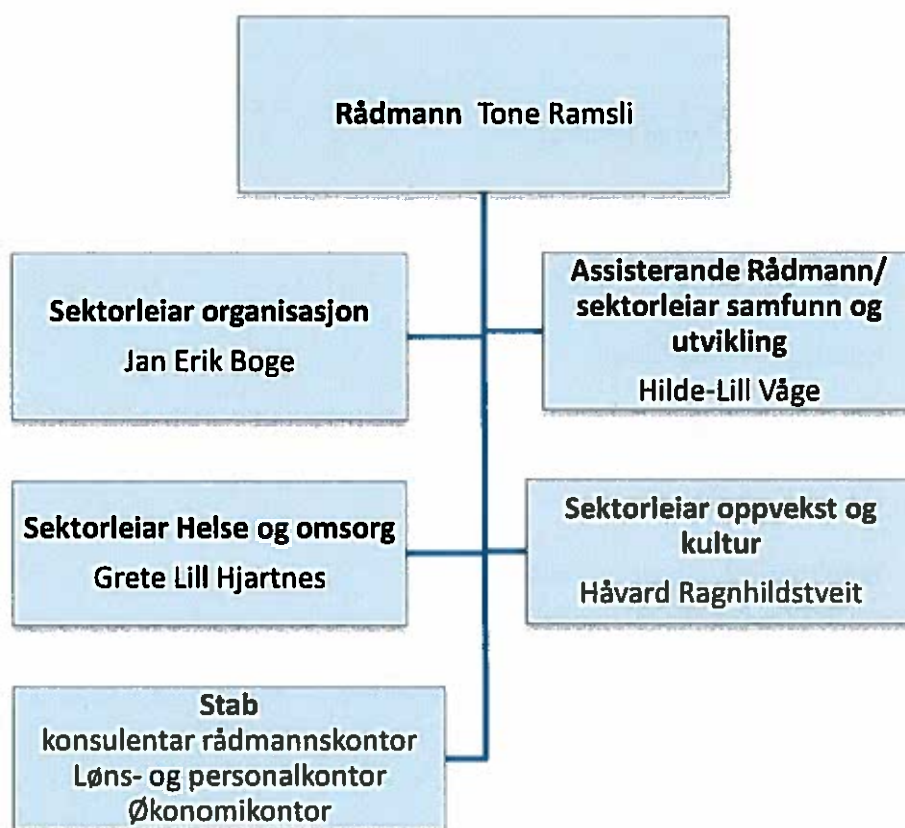 Rådmann Tone Ramsli
Sektorleiar organisasjon
Jan Erik Boge
Assisterande Rådmann/
sektorleiar samfunn og
utvikling
Hilde-Lill Våge
Sektorleiar Helse og omsorg
Grete Lill Hjartnes
Sektorleiar oppvekst og
kultur
Håvard Ragnhildstveit
Stab
konsulentar rådmannskontor
Løns- og personalkontor
Økonomikontor